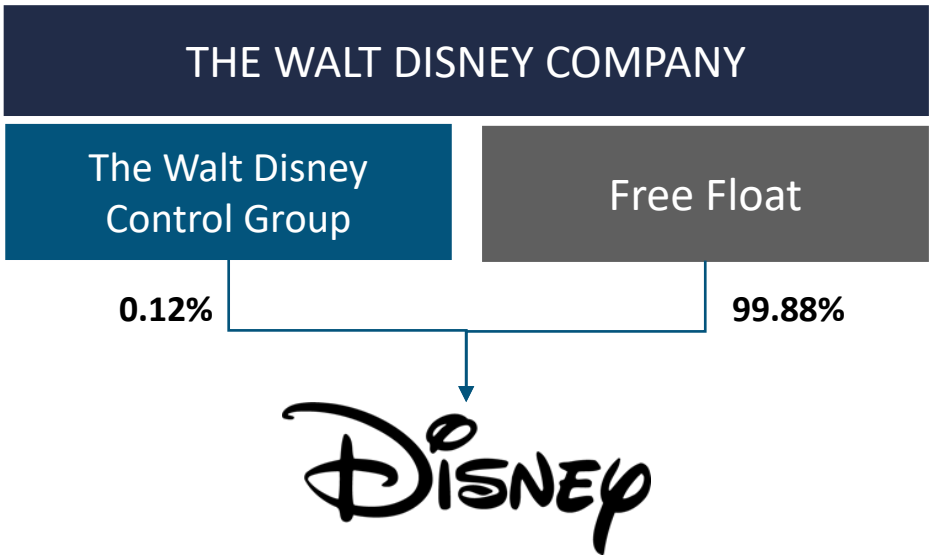 THE WALT DISNEY COMPANY
The Walt Disney
Control Group
Free Float
0.12%
99.88%
Disney